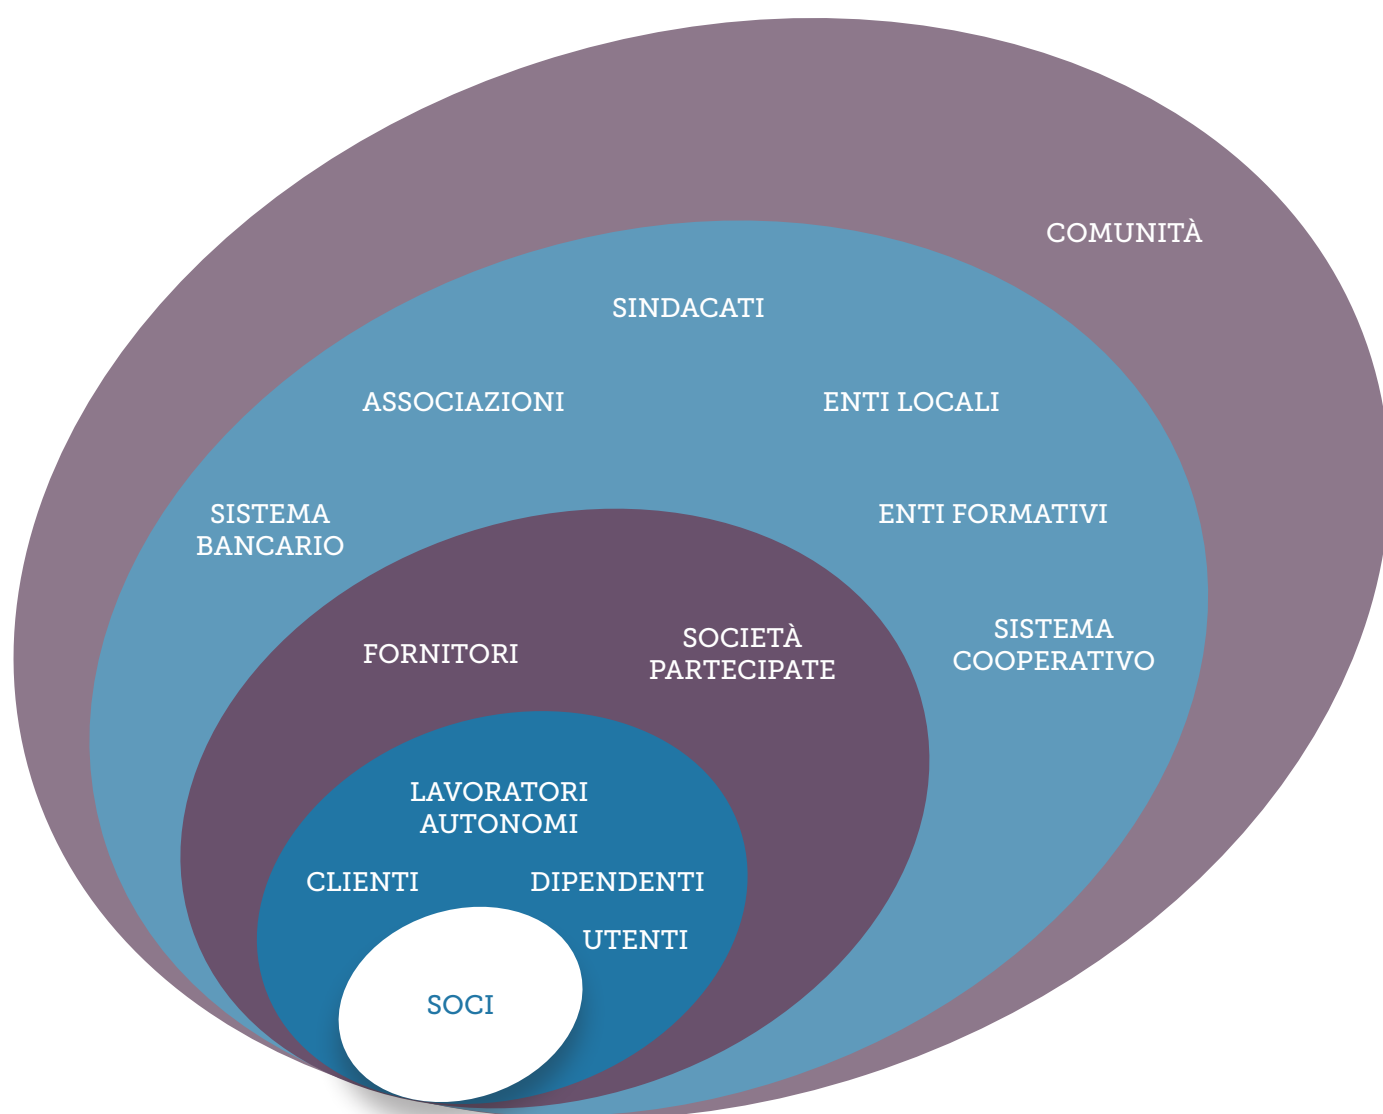 COMUNITÀ
SINDACATI
ASSOCIAZIONI
ENTI LOCALI
SISTEMA
BANCARIO
ENTI FORMATIVI
FORNITORI
SOCIETÀ
PARTECIPATE
SISTEMA
COOPERATIVO
LAVORATORI
AUTONOMI
CLIENTI
DIPENDENTI
UTENTI
SOCI